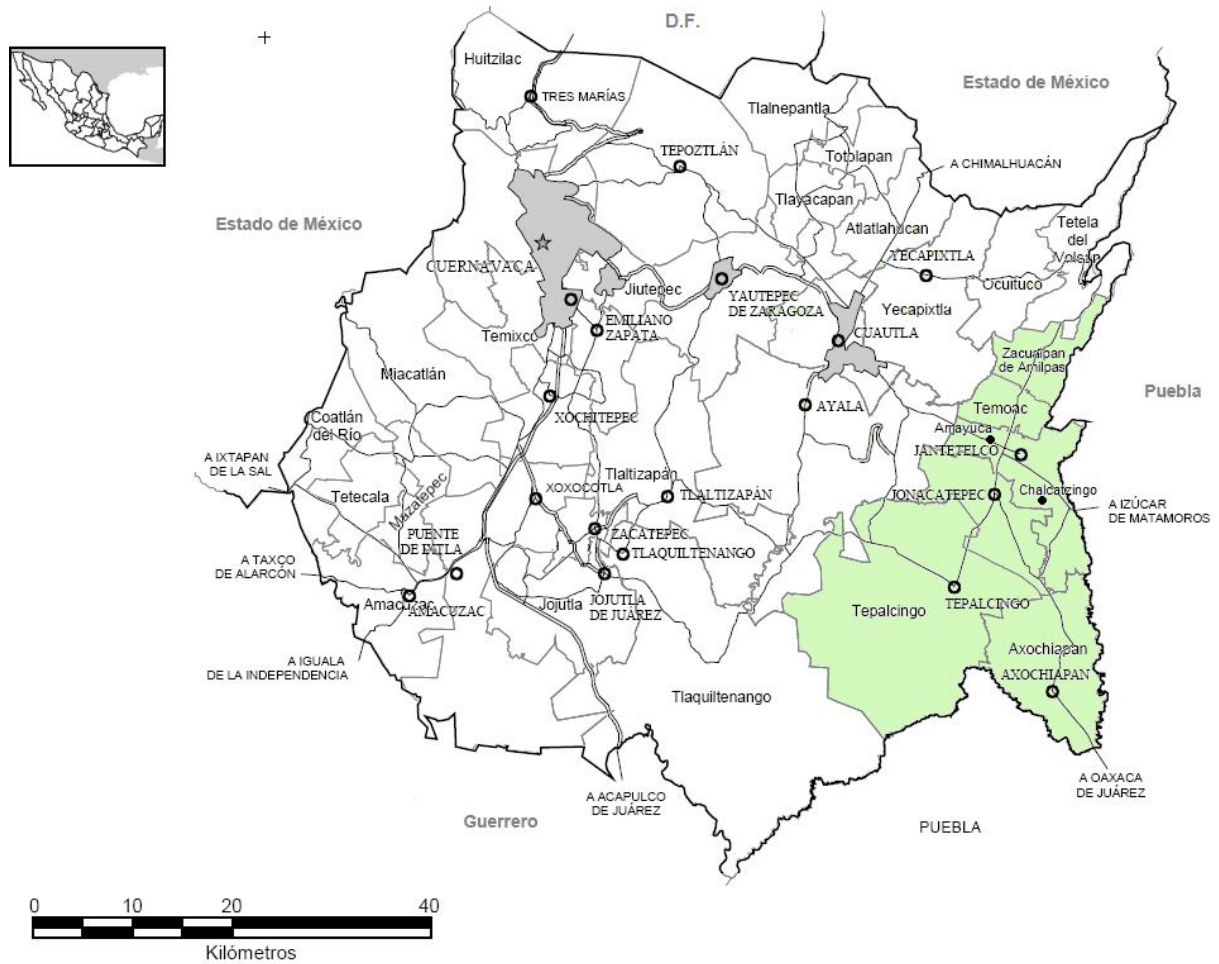 D.F.
Huitzilac
Estado de México
TRES MARÍAS
Tlalnepantla
TEPOZTLÁN
Totolapan
A CHIMALHUACÁN
Tlayacapan
Estado de México
Atlatlahucan
Tetela
del
Volcán
YECAPIXTLA
CUERNAVACA
Jiutepec
Ocuituco
YAUTEPEC
DE ZARAGOZA
Yecapixtla
EMILIANO
ZAPATA
Temixco
CUAUTLA
Zacualpan
de Amilpas
Miacatlán
Puebla
AYALA
Temoac
XOCHITEPEC
Coatlán
del Río
Amayuca
JANTETELCO
A IXTAPAN
DE LA SAL
Tlaltizapán
Tetecala
Mazatepec
XOXOCOTLA
TLALTIZAPÁN
JONACATEPEC
Chalcatzingo
A IZÚCAR
DE MATAMOROS
PUENTE
DE IXTLA
ZACATEPEC
TLAQUILTENANGO
A TAXCO
DE ALARCÓN
Amacuzac
AMACUZAC
Jojutla
JOJUTLA
DE JUÁREZ
Tepalcingo
TEPALCINGO
Axochiapan
A IGUALA
DE LA INDEPENDENCIA
AXOCHIAPAN
Tlaquiltenango
A OAXACA
DE JUÁREZ
A ACAPULCO
DE JUÁREZ
Guerrero
PUEBLA
0 10 20 40
Kilómetros